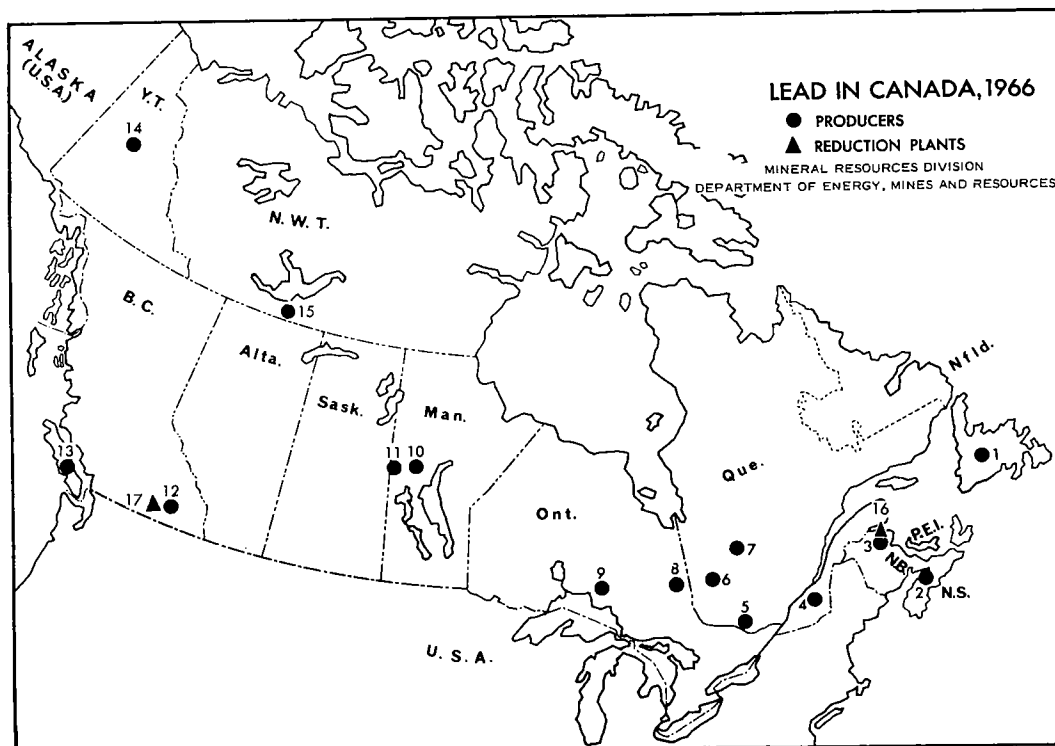 LEAD IN CANADA, 1966
● PRODUCERS
▲ REDUCTION PLANTS
MINERAL RESOURCES DIVISION
DEPARTMENT OF ENERGY, MINES AND RESOURCES
ALASKA
(U.S.A)
Y.T.
14
N.W.T.
15
B.C.
Alta.
Sask.
Man.
Nfld.
13
17
12
11
10
Ont.
Que.
1
16
P.E.I.
3
N.B.
2
N.S.
7
9
8
6
5
4
U.S.A.